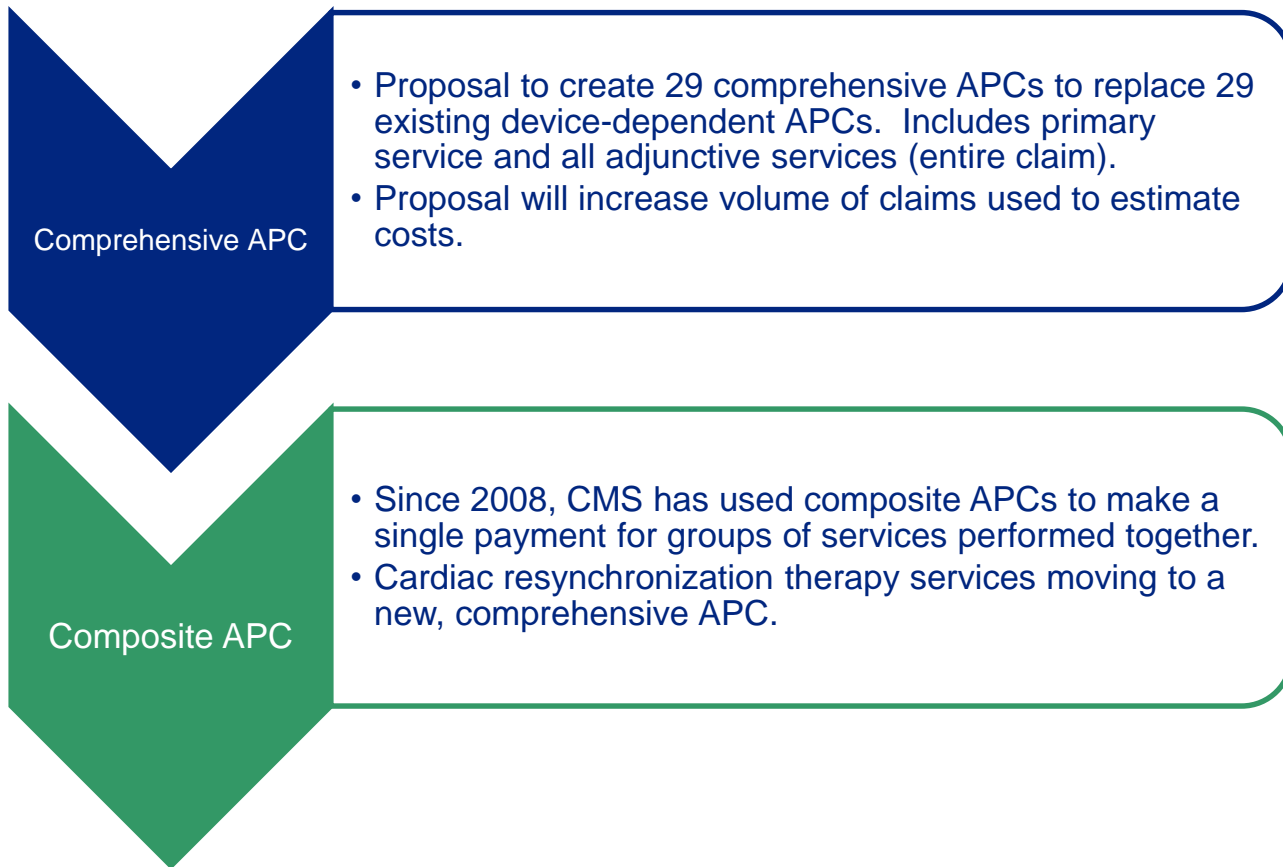 Comprehensive APC
• Proposal to create 29 comprehensive APCs to replace 29
existing device-dependent APCs.  Includes primary
service and all adjunctive services (entire claim).
• Proposal will increase volume of claims used to estimate
costs.
Composite APC
• Since 2008, CMS has used composite APCs to make a
single payment for groups of services performed together.
• Cardiac resynchronization therapy services moving to a
new, comprehensive APC.